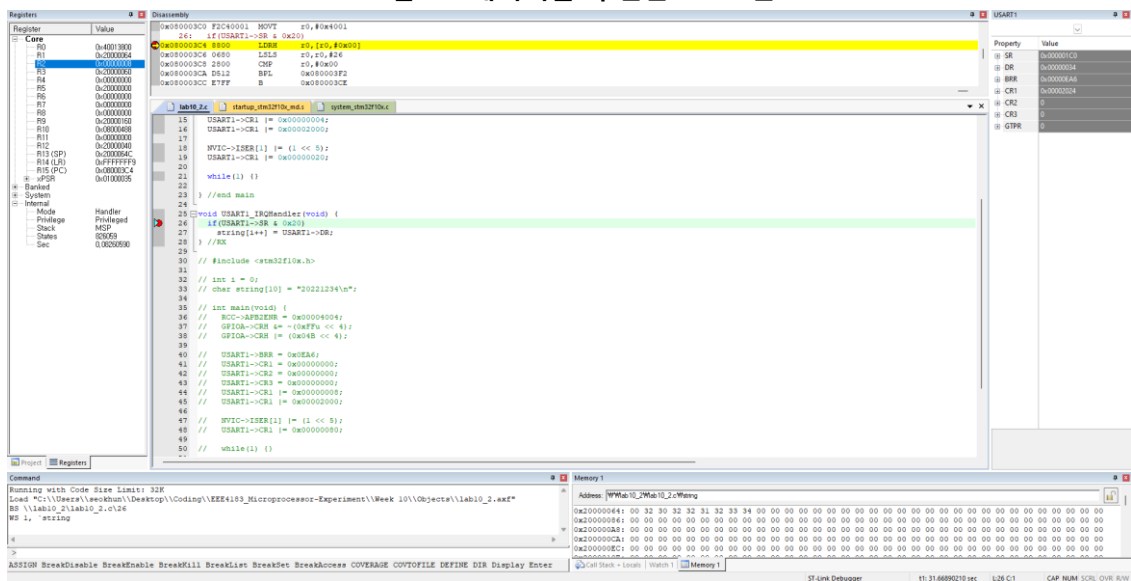 Registers
Register Value
Core
R0 0x40013800
R1 0x20000064
R2 0x00000008
R3 0x20000060
R4 0x00000000
R5 0x20000000
R6 0x00000000
R7 0x00000000
R8 0x00000000
R9 0x20000160
R10 0x08000488
R11 0x00000000
R12 0x20000040
R13 (SP) 0x2000064C
R14 (LR) 0xFFFFFFF9
R15 (PC) 0x080003C4
xPSR 0x01000035
Banked
System
Internal
Mode Handler
Privilege Privileged
Stack MSP
States 826059
Sec 0,08260590
Project Registers
Disassembly
0x080003C0 F2C40001 MOVT r0,#0x4001
26: if(USART1->SR & 0x20)
0x080003C4 8800 LDRH r0,[r0,#0x00]
0x080003C6 0680 LSLS r0,r0,#26
0x080003C8 2800 CMP r0,#0x00
0x080003CA D512 BPL 0x080003F2
0x080003CC E7FF B 0x080003CE
lab10_2.c startup_stm32f10x_md.s system_stm32f10x.c
15 USART1->CR1 |= 0x00000004;
16 USART1->CR1 |= 0x00002000;
17
18 NVIC->ISER[1] |= (1 << 5);
19 USART1->CR1 |= 0x00000020;
20
21 while(1) {}
22
23 } //end main
24
25 void USART1_IRQHandler(void) {
26 if(USART1->SR & 0x20)
27 string[i++] = USART1->DR;
28 } //RX
29
30 // #include <stm32f10x.h>
31
32 // int i = 0;
33 // char string[10] = "20221234\n";
34
35 // int main(void) {
36 // RCC->APB2ENR = 0x00004004;
37 // GPIOA->CRH &= ~(0xFFu << 4);
38 // GPIOA->CRH |= (0x04B << 4);
39
40 // USART1->BRR = 0x0EA6;
41 // USART1->CR1 = 0x00000000;
42 // USART1->CR2 = 0x00000000;
43 // USART1->CR3 = 0x00000000;
44 // USART1->CR1 |= 0x00000008;
45 // USART1->CR1 |= 0x00002000;
46
47 // NVIC->ISER[1] |= (1 << 5);
48 // USART1->CR1 |= 0x00000080;
49
50 // while(1) {}
USART1
Property Value
SR 0x000001C0
DR 0x00000034
BRR 0x00000EA6
CR1 0x00002024
CR2 0
CR3 0
GTPR 0
Command
Running with Code Size Limit: 32K
Load "C:\\Users\\seokhun\\Desktop\\Coding\\EEE4183_Microprocessor-Experiment\\Week 10\\Objects\\lab10_2.axf"
BS \\lab10_2\lab10_2.c\26
WS 1, `string
>
ASSIGN BreakDisable BreakEnable BreakKill BreakList BreakSet BreakAccess COVERAGE COVTOFILE DEFINE DIR Display Enter
Memory 1
Address: ₩₩lab10_2₩lab10_2.c₩string
0x20000064: 00 32 30 32 32 31 32 33 34 00 00 00 00 00 00 00 00 00 00 00 00 00 00 00 00 00 00 00 00 00 00 00 00 00
0x20000086: 00 00 00 00 00 00 00 00 00 00 00 00 00 00 00 00 00 00 00 00 00 00 00 00 00 00 00 00 00 00 00 00 00 00
0x200000A8: 00 00 00 00 00 00 00 00 00 00 00 00 00 00 00 00 00 00 00 00 00 00 00 00 00 00 00 00 00 00 00 00 00 00
0x200000CA: 00 00 00 00 00 00 00 00 00 00 00 00 00 00 00 00 00 00 00 00 00 00 00 00 00 00 00 00 00 00 00 00 00 00
0x200000EC: 00 00 00 00 00 00 00 00 00 00 00 00 00 00 00 00 00 00 00 00 00 00 00 00 00 00 00 00 00 00 00 00 00 00
Call Stack + Locals Watch 1 Memory 1
ST-Link Debugger t1: 31.66890210 sec L:26 C:1 CAP NUM SCRL OVR R/W